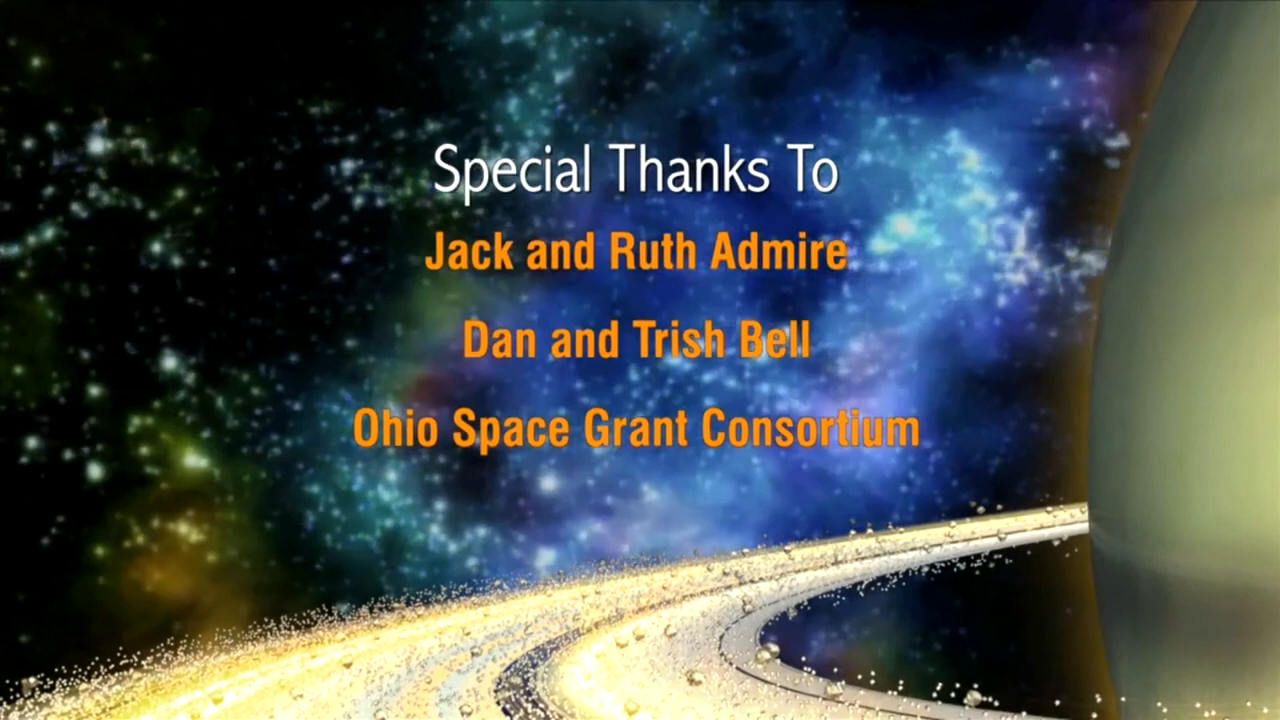 Special Thanks To
Jack and Ruth Admire
Dan and Trish Bell
Ohio Space Grant Consortium